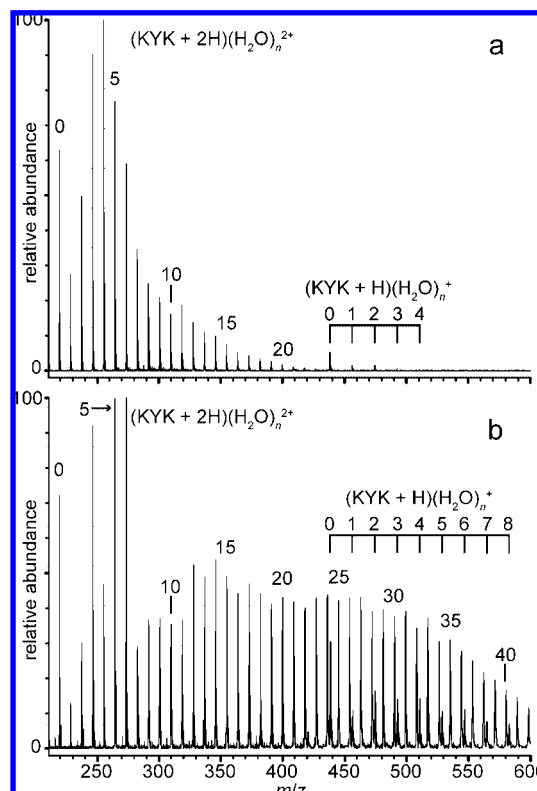 100
(KYK + 2H)(H₂O)ₙ²⁺
a
0
5
10
15
20
(KYK + H)(H₂O)ₙ⁺
0 1 2 3 4
relative abundance
0
100
5→
(KYK + 2H)(H₂O)ₙ²⁺
b
0
10
15
20
25
30
35
40
(KYK + H)(H₂O)ₙ⁺
0 1 2 3 4 5 6 7 8
relative abundance
0
250 300 350 400 450 500 550 600
m/z